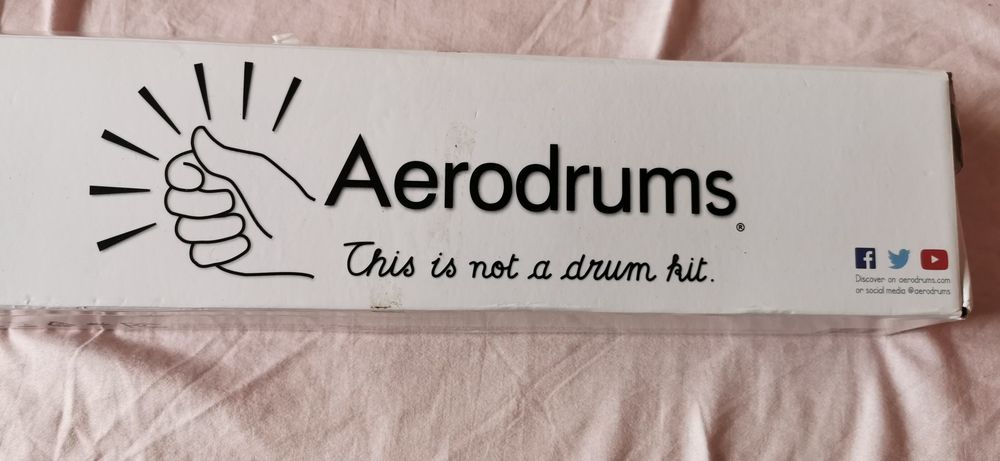 Aerodrums®
This is not a drum kit.
Discover on aerodrums.com
or social media @aerodrums